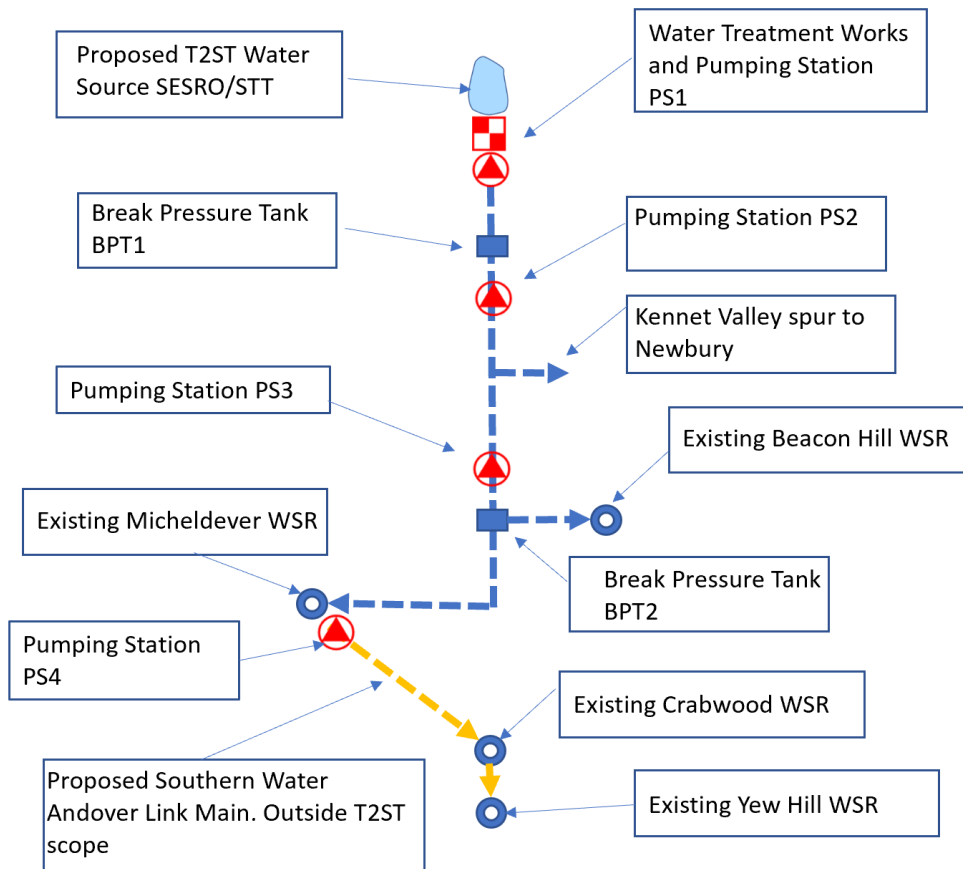 Proposed T2ST Water
Source SESRO/STT
Water Treatment Works
and Pumping Station
PS1
Break Pressure Tank
BPT1
Pumping Station PS2
Kennet Valley spur to
Newbury
Pumping Station PS3
Existing Beacon Hill WSR
Existing Micheldever WSR
Break Pressure Tank
BPT2
Pumping Station
PS4
Existing Crabwood WSR
Proposed Southern Water
Andover Link Main. Outside T2ST
scope
Existing Yew Hill WSR